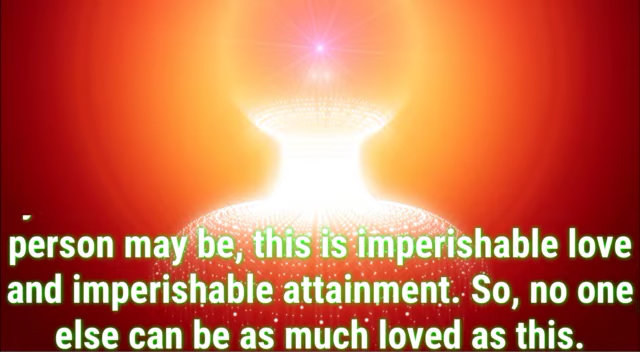 person may be, this is imperishable love
and imperishable attainment. So, no one
else can be as much loved as this.